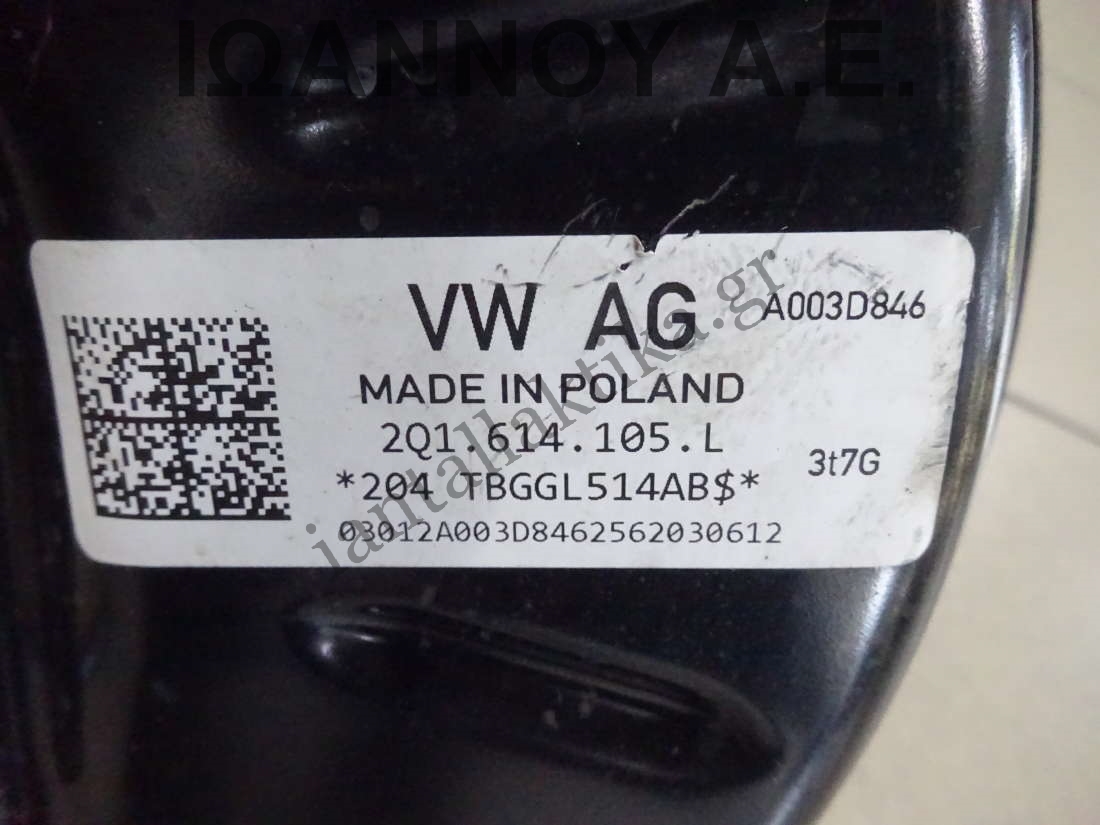 ΙΩΑΝΝΟΥ Α.Ε.
VW AG A003D846
MADE IN POLAND
2Q1.614.105.L
3t7G
*204 TBGGL514AB$*
03012A003D8462562030612
iantallaktika.gr